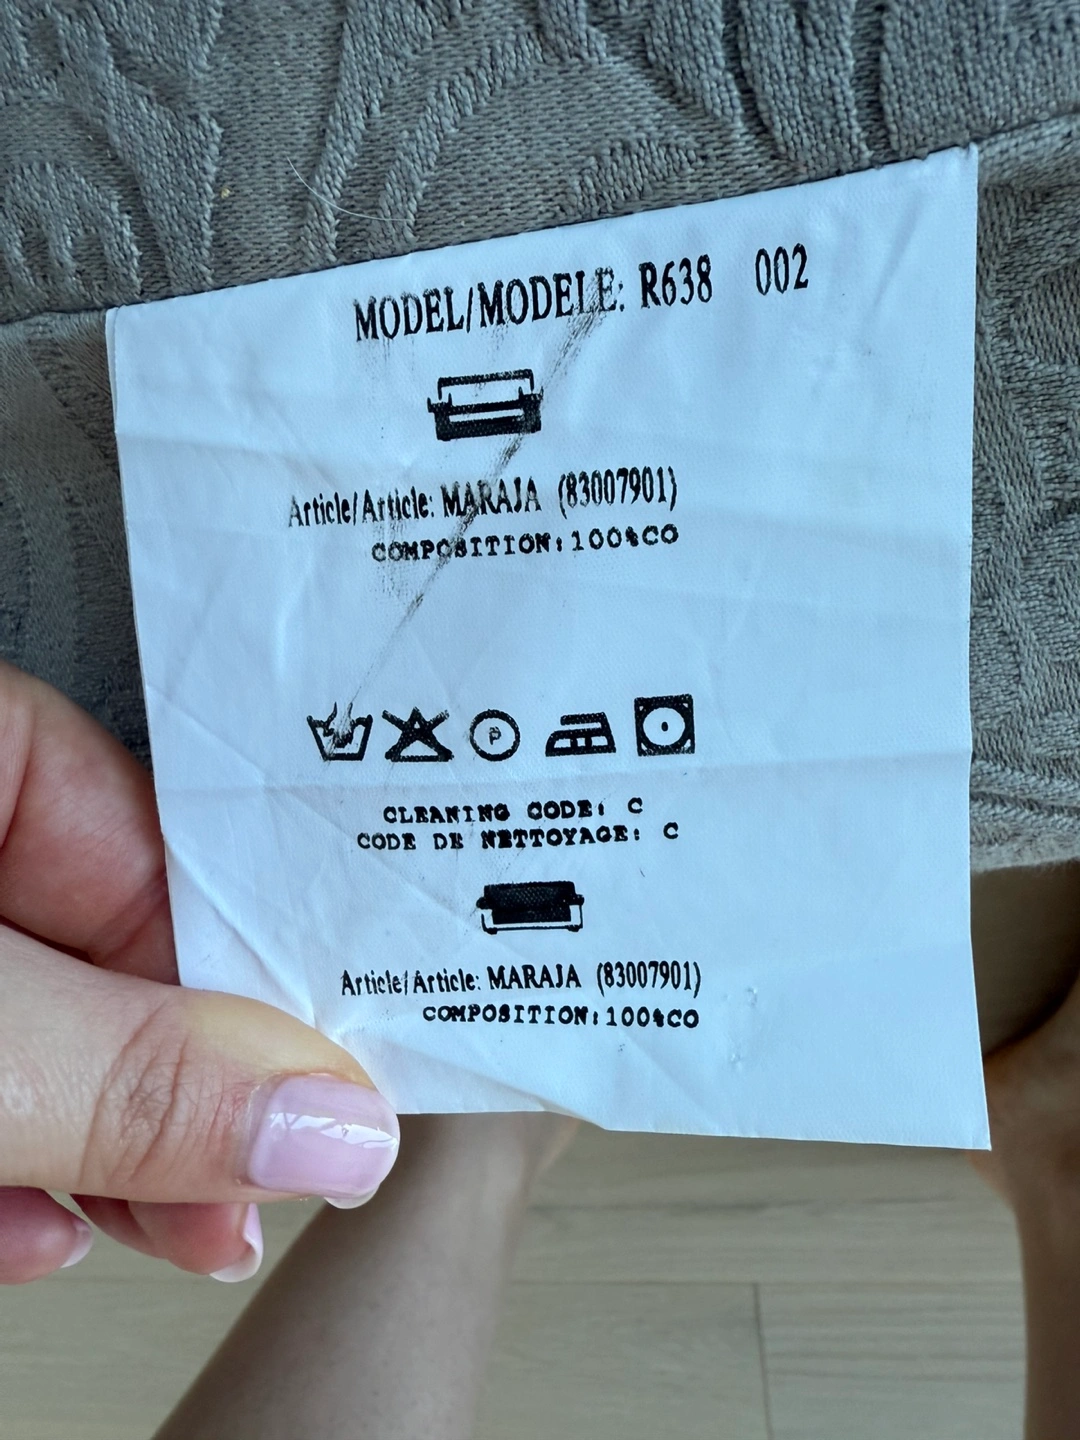 MODEL/MODELE: R638 002
Article/Article: MARAJA (83007901)
COMPOSITION:100%CO
P
CLEANING CODE: C
CODE DE NETTOYAGE: C
Article/Article: MARAJA (83007901)
COMPOSITION:100%CO